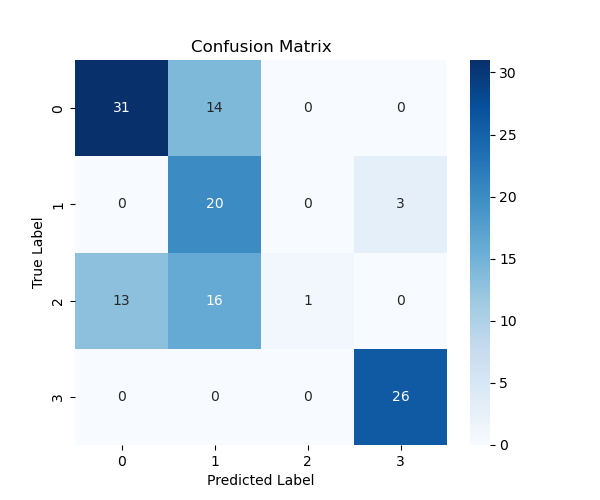 Confusion Matrix
True Label
0 31 14 0 0
1 0 20 0 3
2 13 16 1 0
3 0 0 0 26
0 1 2 3
Predicted Label
30
25
20
15
10
5
0